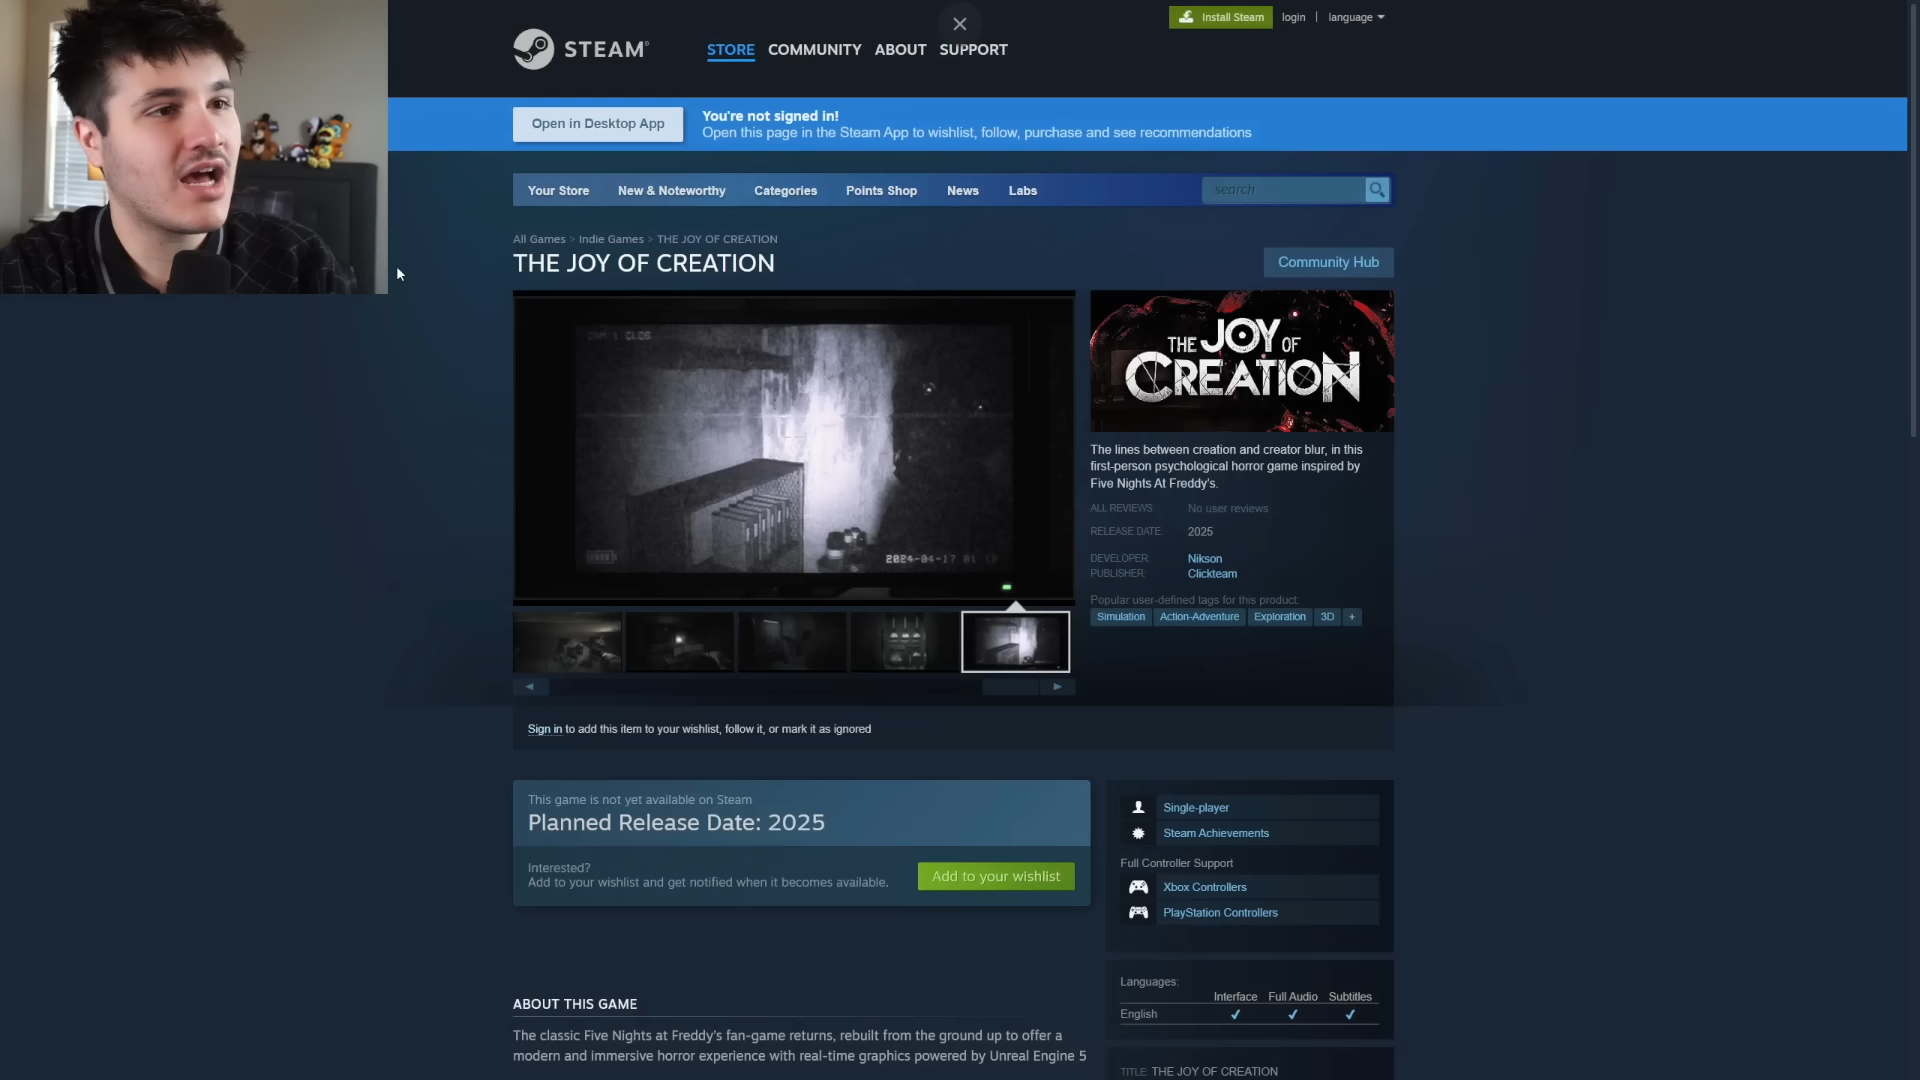 Install Steam
login
|
language
STEAM®
STORE
COMMUNITY
ABOUT
SUPPORT
Open in Desktop App
You're not signed in!
Open this page in the Steam App to wishlist, follow, purchase and see recommendations
Your Store
New & Noteworthy
Categories
Points Shop
News
Labs
search
All Games > Indie Games > THE JOY OF CREATION
THE JOY OF CREATION
Community Hub
CAM 1 CLOS
2024-04-17 01
THE JOY OF
CREATION
The lines between creation and creator blur, in this
first-person psychological horror game inspired by
Five Nights At Freddy's.
ALL REVIEWS:
No user reviews
RELEASE DATE:
2025
DEVELOPER:
Nikson
PUBLISHER:
Clickteam
Popular user-defined tags for this product:
Simulation
Action-Adventure
Exploration
3D
+
Sign in to add this item to your wishlist, follow it, or mark it as ignored
This game is not yet available on Steam
Planned Release Date: 2025
Interested?
Add to your wishlist and get notified when it becomes available.
Add to your wishlist
Single-player
Steam Achievements
Full Controller Support
Xbox Controllers
PlayStation Controllers
Languages:
Interface
Full Audio
Subtitles
English
✔
✔
✔
ABOUT THIS GAME
The classic Five Nights at Freddy's fan-game returns, rebuilt from the ground up to offer a
modern and immersive horror experience with real-time graphics powered by Unreal Engine 5
TITLE: THE JOY OF CREATION